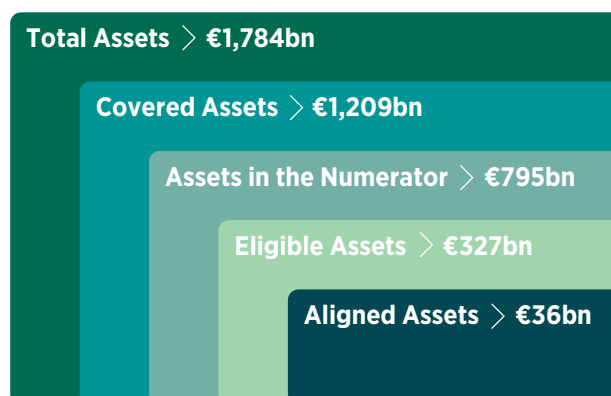 Total Assets > €1,784bn
Covered Assets > €1,209bn
Assets in the Numerator > €795bn
Eligible Assets > €327bn
Aligned Assets > €36bn